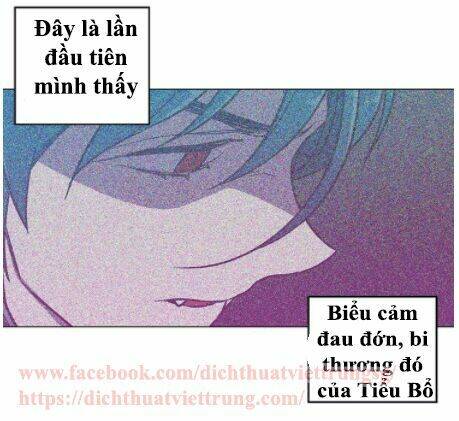 Đây là lần
đầu tiên
mình thấy
Biểu cảm
đau đớn, bi
thương đó
của Tiểu Bổ
www.facebook.com/dichthuatviettrungsg/
https://dichthuatviettrung.com/